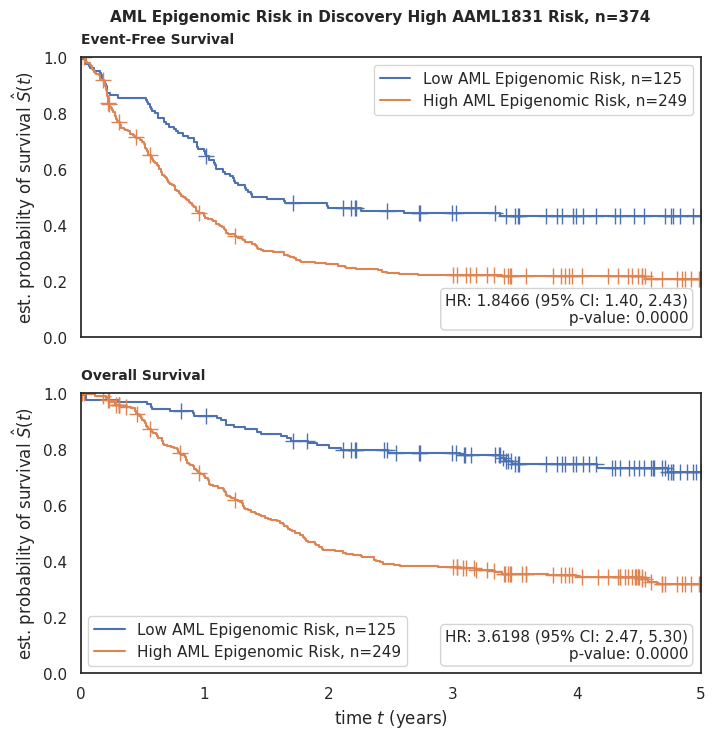 AML Epigenomic Risk in Discovery High AAML1831 Risk, n=374
Event-Free Survival
est. probability of survival Ŝ(t)
1.0
0.8
0.6
0.4
0.2
0.0
Low AML Epigenomic Risk, n=125
High AML Epigenomic Risk, n=249
HR: 1.8466 (95% CI: 1.40, 2.43)
p-value: 0.0000
Overall Survival
est. probability of survival Ŝ(t)
1.0
0.8
0.6
0.4
0.2
0.0
Low AML Epigenomic Risk, n=125
High AML Epigenomic Risk, n=249
HR: 3.6198 (95% CI: 2.47, 5.30)
p-value: 0.0000
0 1 2 3 4 5
time t (years)